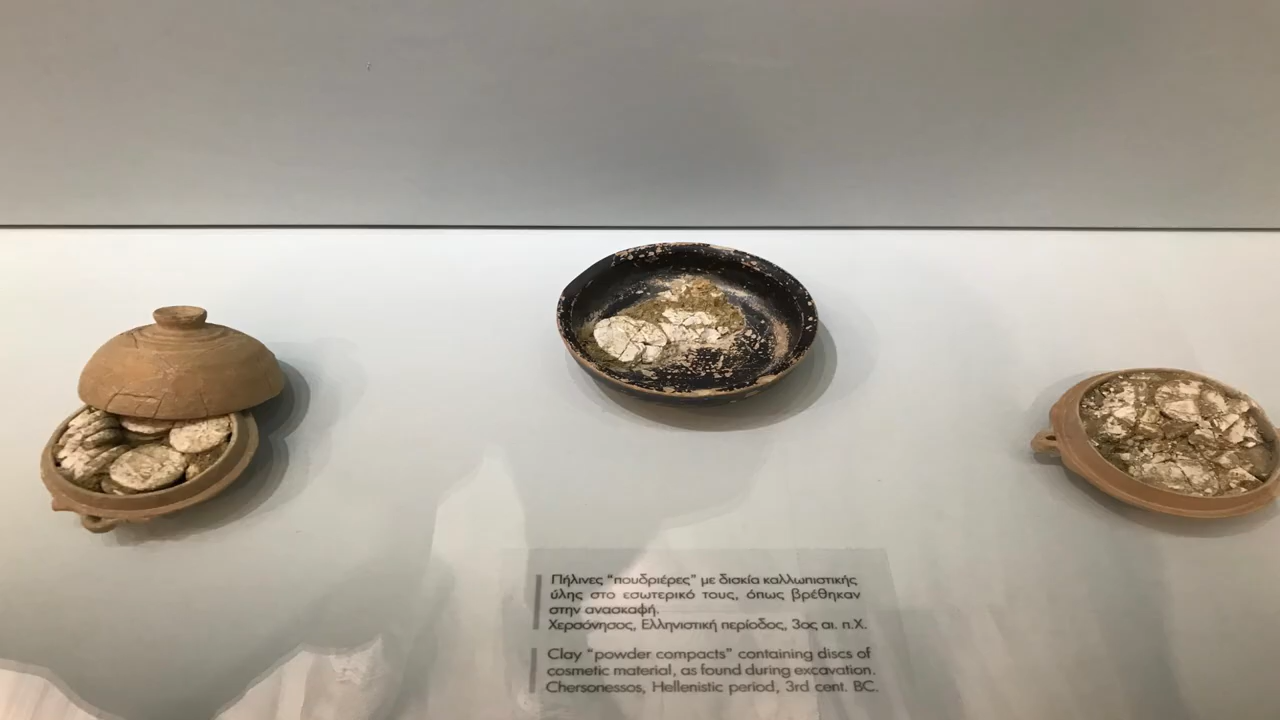 Πήλινες “πουδριέρες” με δισκία καλλωπιστικής
ύλης στο εσωτερικό τους, όπως βρέθηκαν
στην ανασκαφή.
Χερσόνησος, Ελληνιστική περίοδος, 3ος αι. π.Χ.
Clay “powder compacts” containing discs of
cosmetic material, as found during excavation.
Chersonessos, Hellenistic period, 3rd cent. BC.